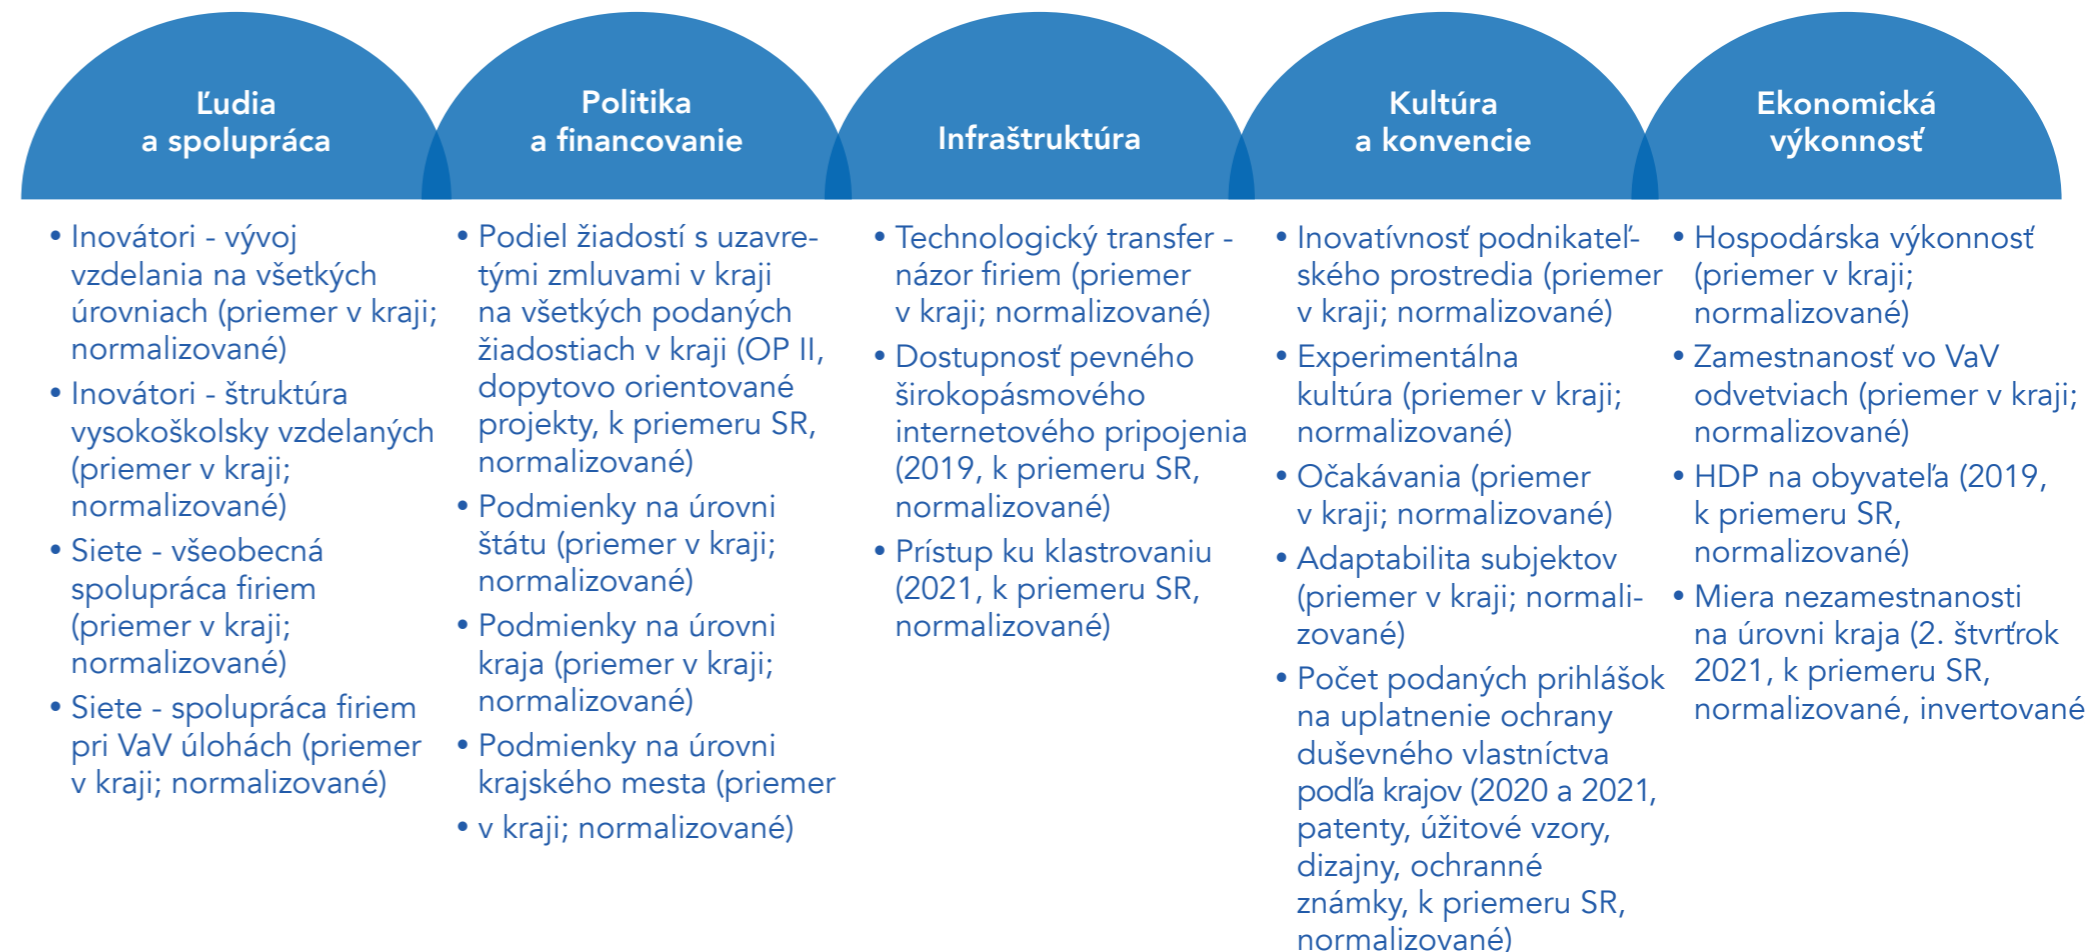 Ľudia
a spolupráca
• Inovátori - vývoj
vzdelania na všetkých
úrovniach (priemer v kraji;
normalizované)
• Inovátori - štruktúra
vysokoškolsky vzdelaných
(priemer v kraji;
normalizované)
• Siete - všeobecná
spolupráca firiem
(priemer v kraji;
normalizované)
• Siete - spolupráca firiem
pri VaV úlohách (priemer
v kraji; normalizované)
Politika
a financovanie
• Podiel žiadostí s uzavre-
tými zmluvami v kraji
na všetkých podaných
žiadostiach v kraji (OP II,
dopytovo orientované
projekty, k priemeru SR,
normalizované)
• Podmienky na úrovni
štátu (priemer v kraji;
normalizované)
• Podmienky na úrovni
kraja (priemer v kraji;
normalizované)
• Podmienky na úrovni
krajského mesta (priemer
• v kraji; normalizované)
Infraštruktúra
• Technologický transfer -
názor firiem (priemer
v kraji; normalizované)
• Dostupnosť pevného
širokopásmového
internetového pripojenia
(2019, k priemeru SR,
normalizované)
• Prístup ku klastrovaniu
(2021, k priemeru SR,
normalizované)
Kultúra
a konvencie
• Inovatívnosť podnikateľ-
ského prostredia (priemer
v kraji; normalizované)
• Experimentálna
kultúra (priemer v kraji;
normalizované)
• Očakávania (priemer
v kraji; normalizované)
• Adaptabilita subjektov
(priemer v kraji; normali-
zované)
• Počet podaných prihlášok
na uplatnenie ochrany
duševného vlastníctva
podľa krajov (2020 a 2021,
patenty, úžitové vzory,
dizajny, ochranné
známky, k priemeru SR,
normalizované)
Ekonomická
výkonnosť
• Hospodárska výkonnosť
(priemer v kraji;
normalizované)
• Zamestnanosť vo VaV
odvetviach (priemer v kraji;
normalizované)
• HDP na obyvateľa (2019,
k priemeru SR,
normalizované)
• Miera nezamestnanosti
na úrovni kraja (2. štvrťrok
2021, k priemeru SR,
normalizované, invertované